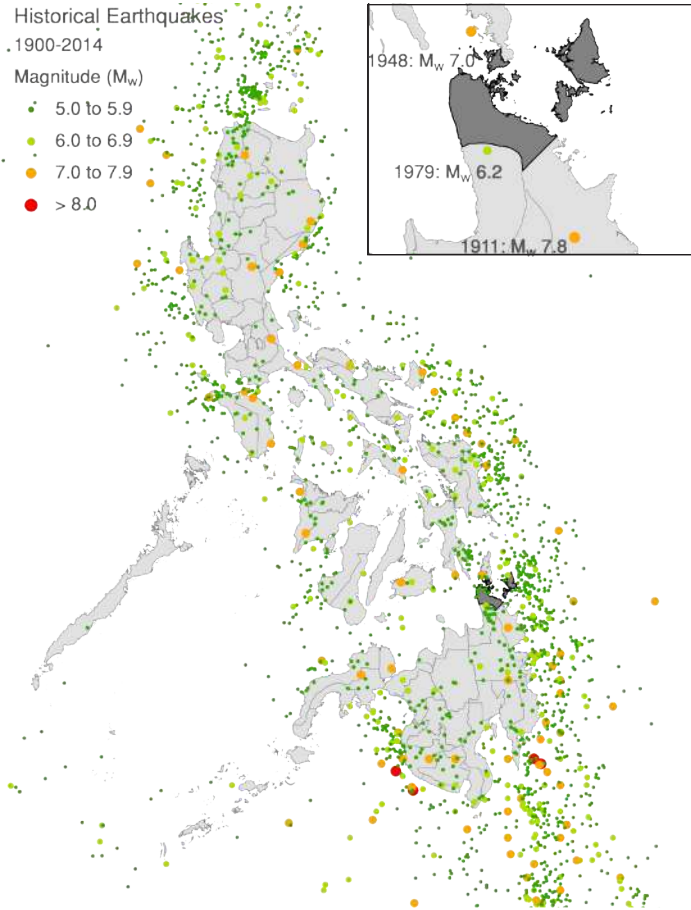 Historical Earthquakes
1900-2014
Magnitude (Mw)
5.0 to 5.9
6.0 to 6.9
7.0 to 7.9
> 8.0
1948: Mw 7.0
1979: Mw 6.2
1911: Mw 7.8